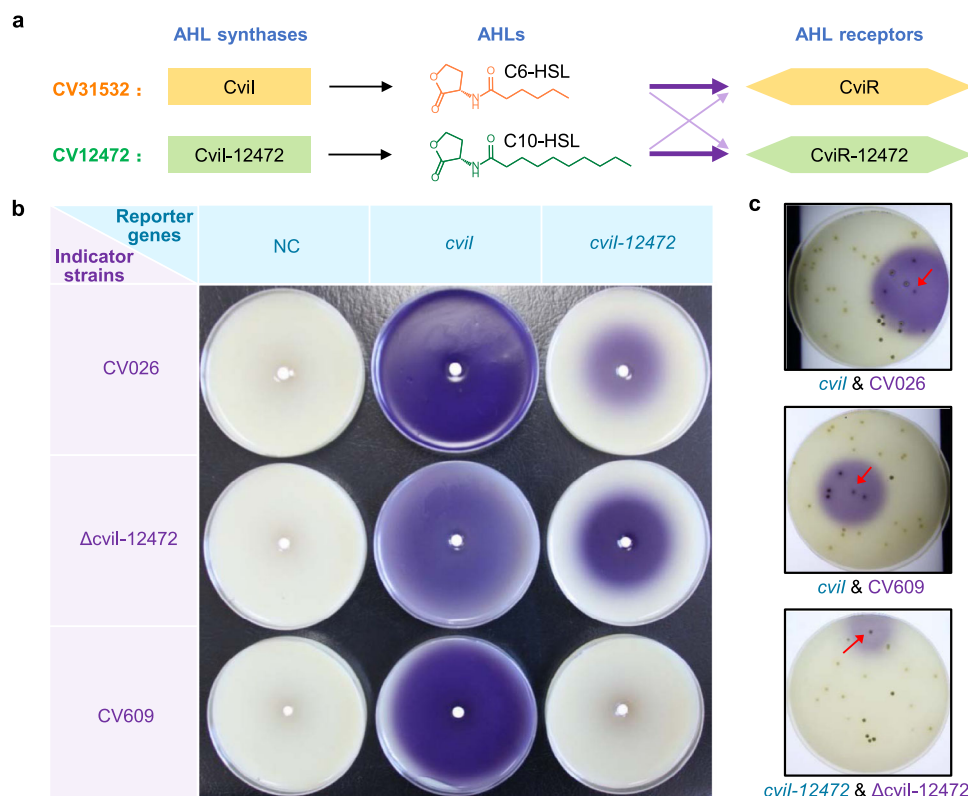 a
AHL synthases
AHLs
AHL receptors
CV31532 :
CviI
C6-HSL
O
O
O
N
H
CviR
CV12472 :
CviI-12472
C10-HSL
O
O
O
N
H
CviR-12472
b
Reporter
genes
Indicator
strains
NC
cviI
cviI-12472
CV026
ΔcviI-12472
CV609
c
cviI & CV026
cviI & CV609
cviI-12472 & ΔcviI-12472